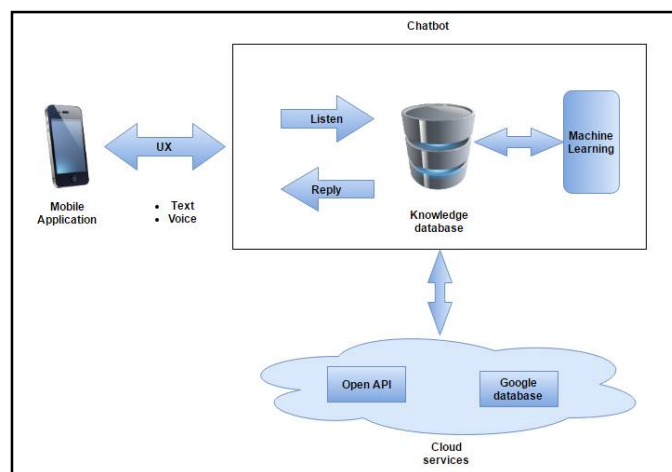 Chatbot
Listen
Machine
Learning
UX
Reply
Mobile
Application
• Text
• Voice
Knowledge
database
Open API
Google
database
Cloud
services